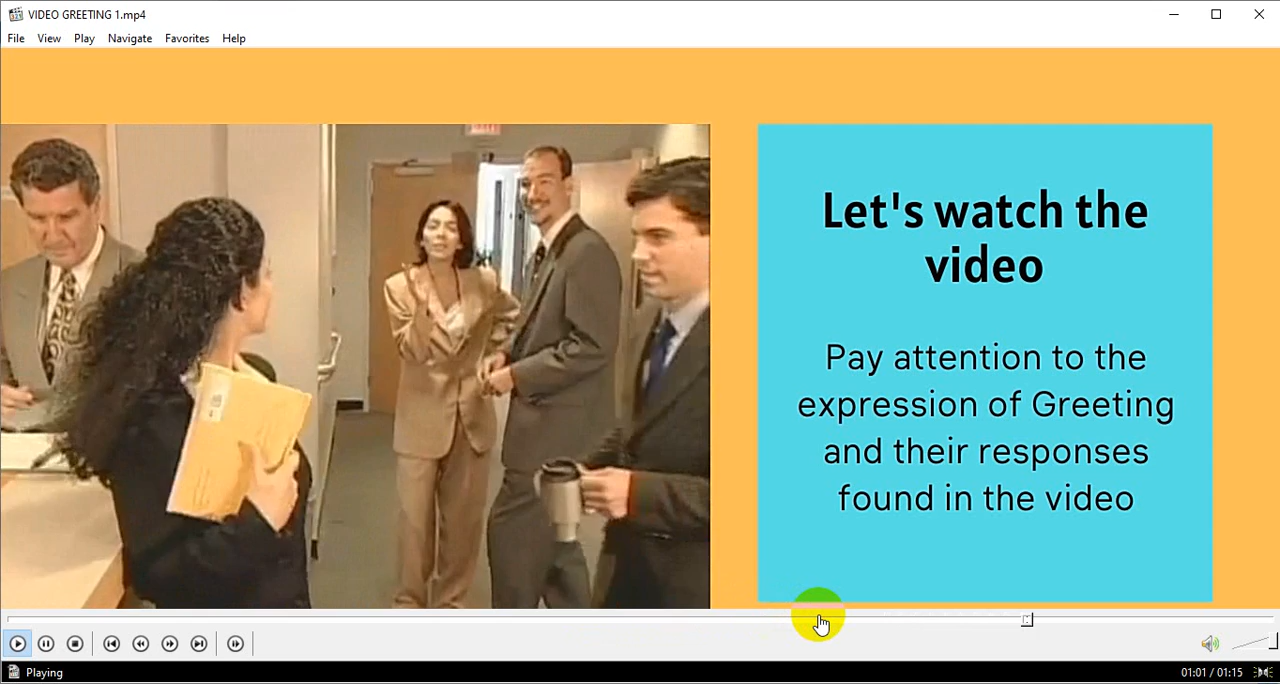 VIDEO GREETING 1.mp4
File View Play Navigate Favorites Help
Let's watch the
video
Pay attention to the
expression of Greeting
and their responses
found in the video
Playing
01:01 / 01:15